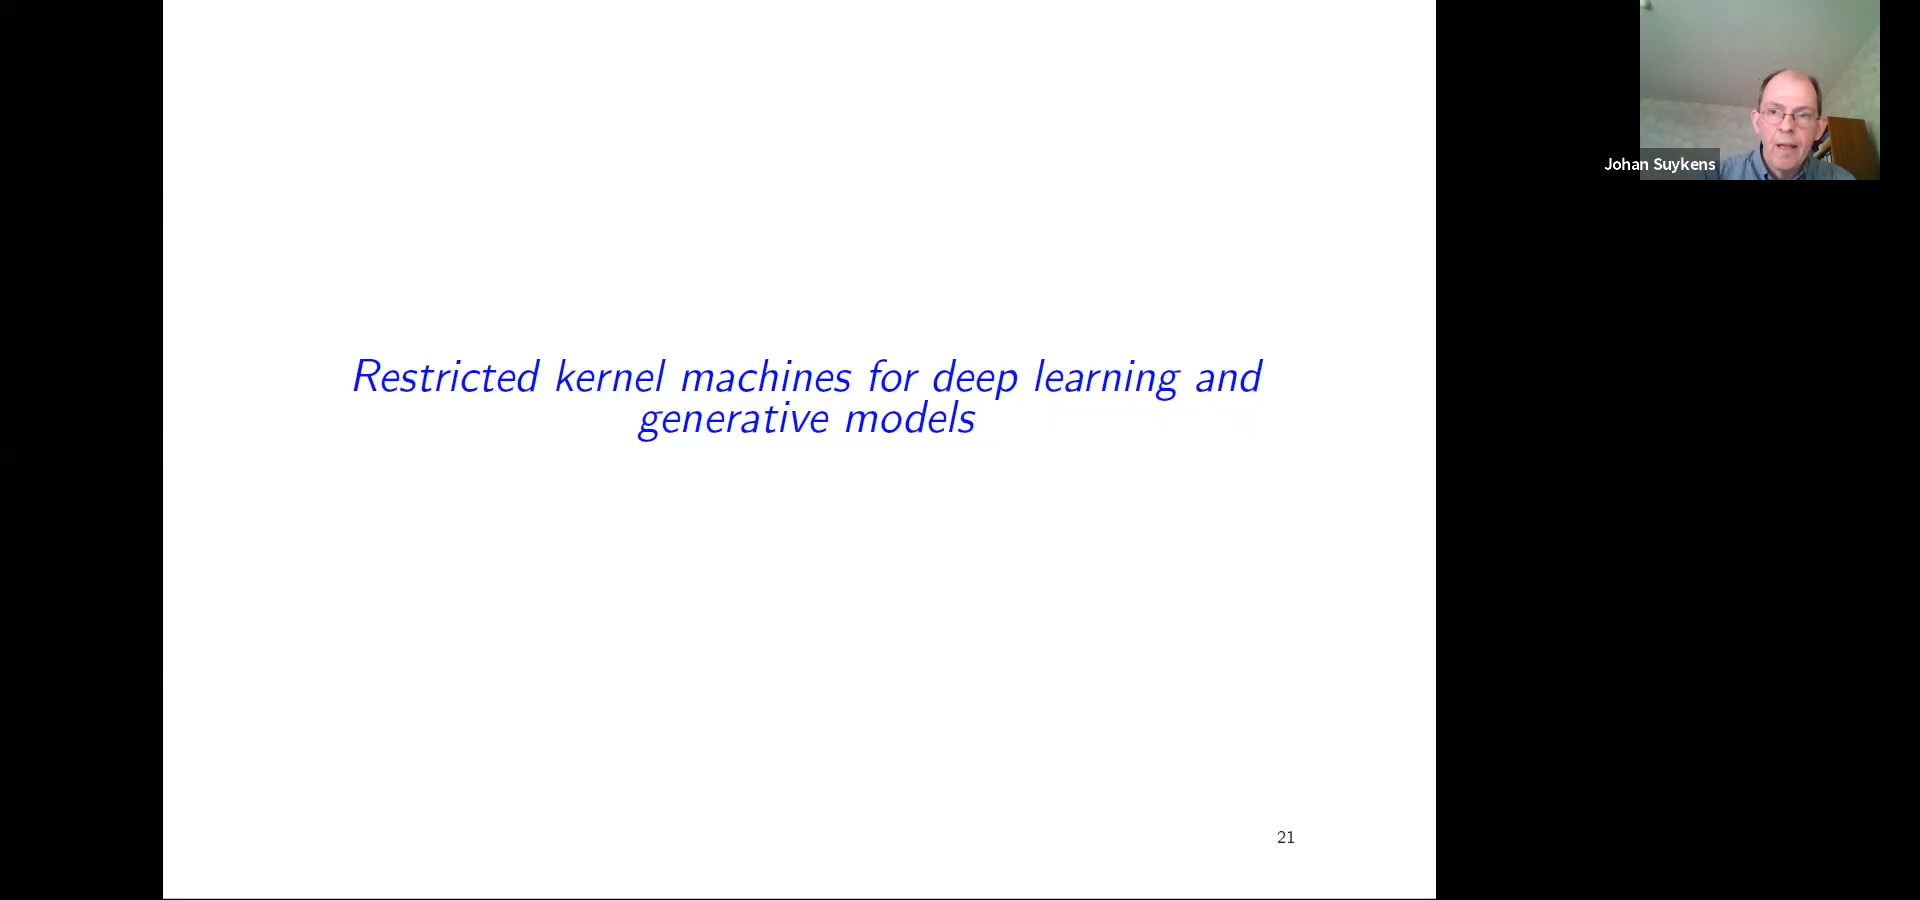 Johan Suykens
Restricted kernel machines for deep learning and
generative models
21